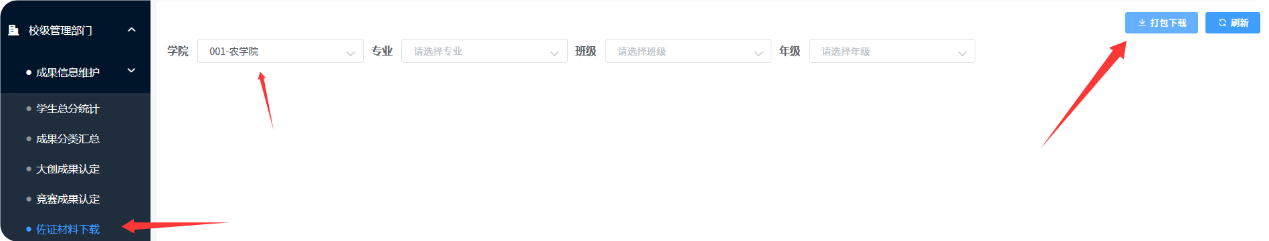 校级管理部门
成果信息维护
学生总分统计
成果分类汇总
大创成果认定
竞赛成果认定
佐证材料下载
打包下载 刷新
学院 001-农学院 专业 请选择专业 班级 请选择班级 年级 请选择年级